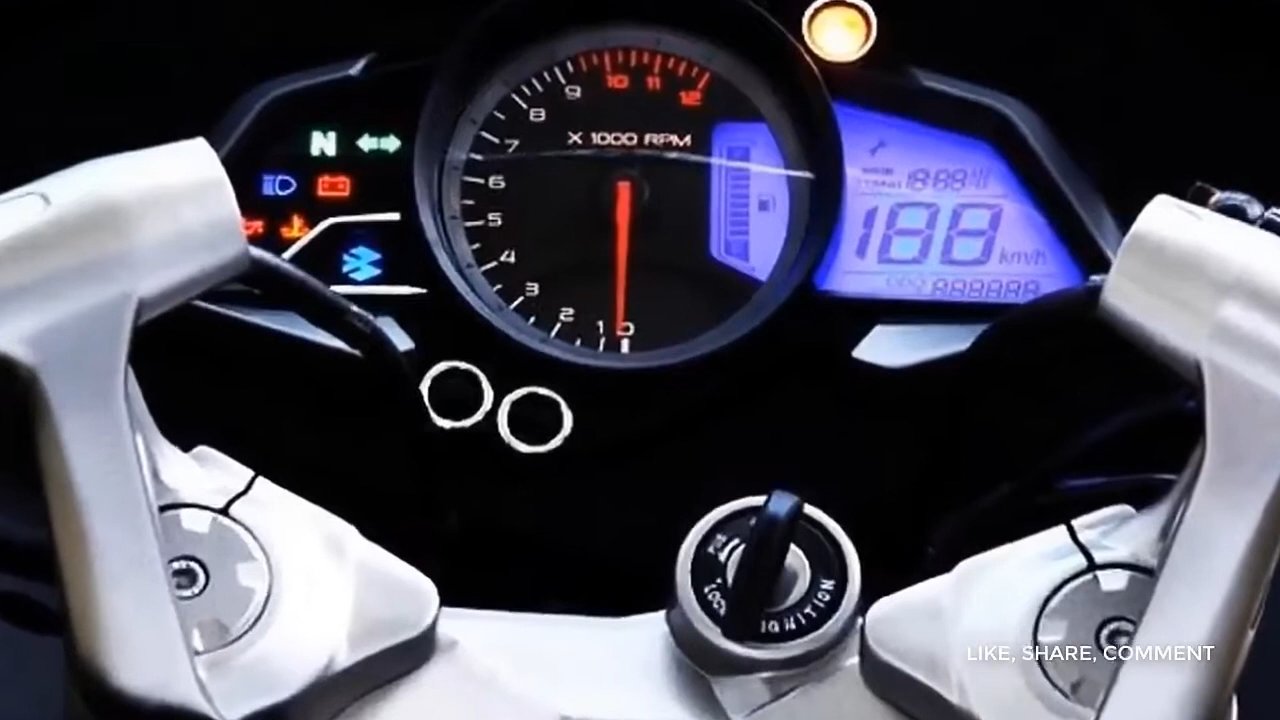 10 11 12
9
8
X 1000 RPM
N
7
6
5
4
3
2
1
0
188
km/h
ODO 888888
LOCK
IGNITION
LIKE, SHARE, COMMENT